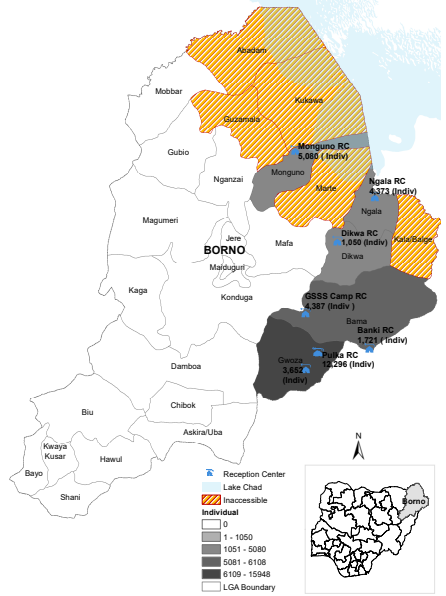 Abadam
Mobbar
Kukawa
Guzamala
Gubio
Monguno RC
5,080 ( Indiv)
Nganzai
Monguno
Marte
Ngala RC
4,373 (Indiv)
Ngala
Magumeri
Jere
BORNO
Mafa
Dikwa RC
1,050 (Indiv)
Kala/Balge
Dikwa
Maiduguri
Kaga
Konduga
GSSS Camp RC
4,387 (Indiv )
Bama
Banki RC
1,721 ( Indiv)
Pulka RC
12,296 (Indiv)
Gwoza
3,652
(Indiv)
Damboa
Biu
Chibok
Askira/Uba
Kwaya
Kusar
Hawul
Bayo
Shani
N
Reception Center
Lake Chad
Inaccessible
Individual
0
1 - 1050
1051 - 5080
5081 - 6108
6109 - 15948
LGA Boundary
Borno